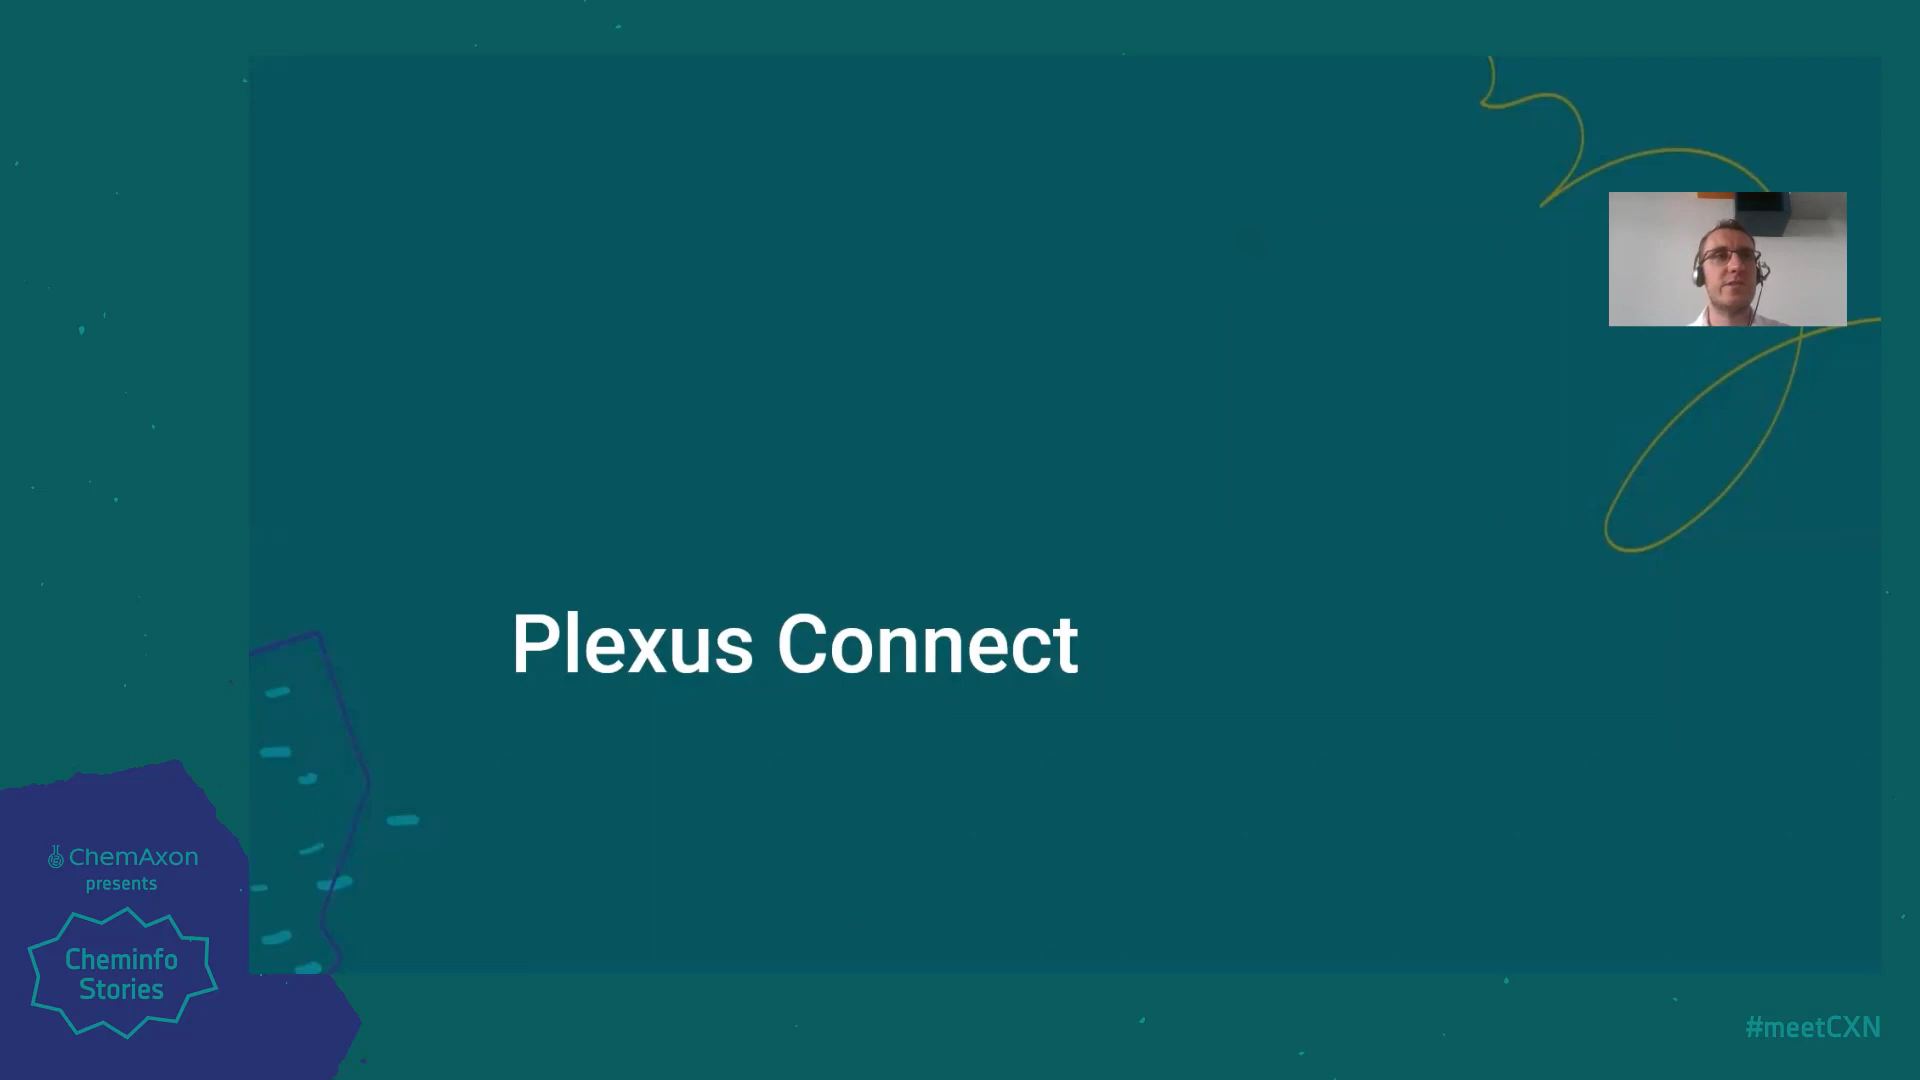 Plexus Connect
ChemAxon
presents
Cheminfo
Stories
#meetCXN